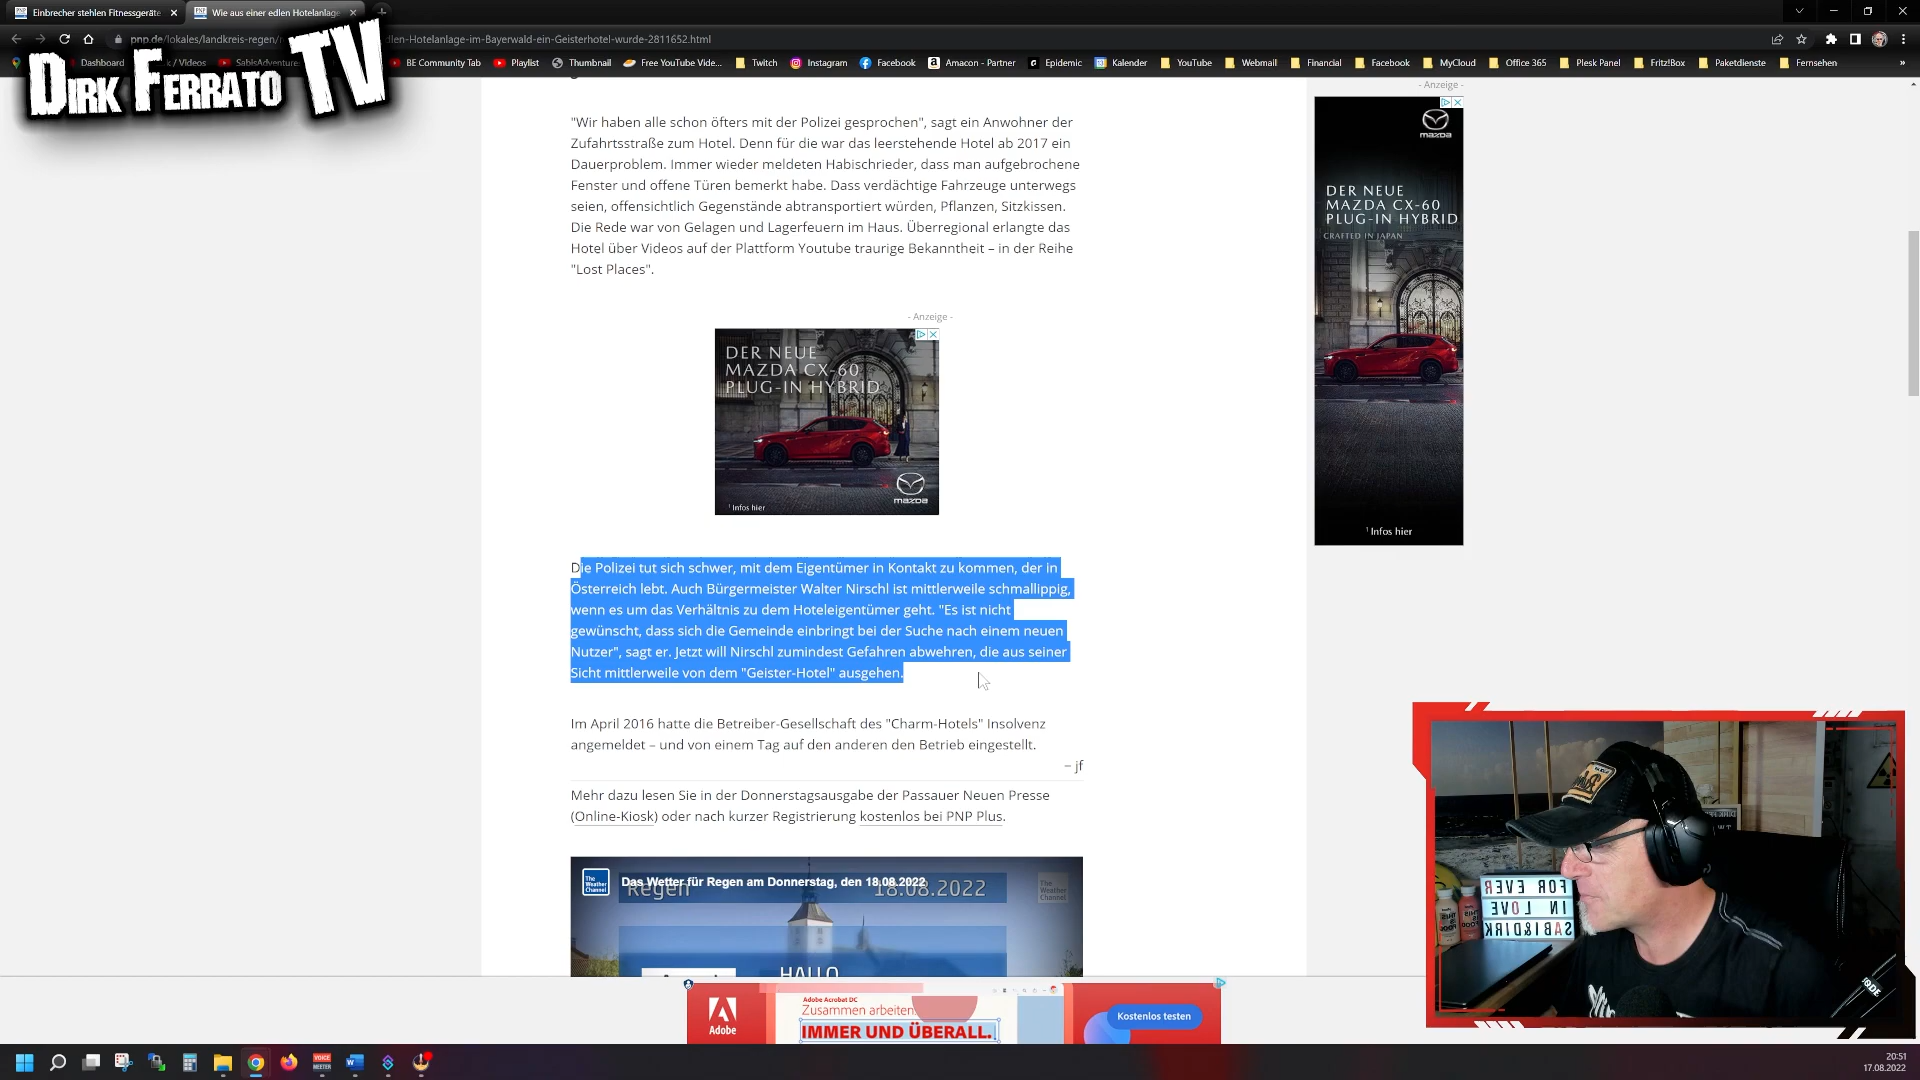 Einbrecher stehlen Fitnessgeräte
Wie aus einer edlen Hotelanlage
pnp.de/lokales/landkreis-regen/
dlen-Hotelanlage-im-Bayerwald-ein-Geisterhotel-wurde-2811652.html
Dashboard
k / Videos
SabisAdventures
BE Community Tab
Playlist
Thumbnail
Free YouTube Vide...
Twitch
Instagram
Facebook
Amacon - Partner
Epidemic
Kalender
YouTube
Webmail
Financial
Facebook
MyCloud
Office 365
Plesk Panel
Fritz!Box
Paketdienste
Fernsehen
»
DIRK FERRATO TV
"Wir haben alle schon öfters mit der Polizei gesprochen", sagt ein Anwohner der
Zufahrtsstraße zum Hotel. Denn für die war das leerstehende Hotel ab 2017 ein
Dauerproblem. Immer wieder meldeten Habischrieder, dass man aufgebrochene
Fenster und offene Türen bemerkt habe. Dass verdächtige Fahrzeuge unterwegs
seien, offensichtlich Gegenstände abtransportiert würden, Pflanzen, Sitzkissen.
Die Rede war von Gelagen und Lagerfeuern im Haus. Überregional erlangte das
Hotel über Videos auf der Plattform Youtube traurige Bekanntheit – in der Reihe
"Lost Places".
- Anzeige -
DER NEUE
MAZDA CX-60
PLUG-IN HYBRID
mazda
¹ Infos hier
Die Polizei tut sich schwer, mit dem Eigentümer in Kontakt zu kommen, der in
Österreich lebt. Auch Bürgermeister Walter Nirschl ist mittlerweile schmallippig,
wenn es um das Verhältnis zu dem Hoteleigentümer geht. "Es ist nicht
gewünscht, dass sich die Gemeinde einbringt bei der Suche nach einem neuen
Nutzer", sagt er. Jetzt will Nirschl zumindest Gefahren abwehren, die aus seiner
Sicht mittlerweile von dem "Geister-Hotel" ausgehen.
Im April 2016 hatte die Betreiber-Gesellschaft des "Charm-Hotels" Insolvenz
angemeldet – und von einem Tag auf den anderen den Betrieb eingestellt.
– jf
Mehr dazu lesen Sie in der Donnerstagsausgabe der Passauer Neuen Presse
(Online-Kiosk) oder nach kurzer Registrierung kostenlos bei PNP Plus.
The
Weather
Channel
Das Wetter für Regen am Donnerstag, den 18.08.2022
Regen
18.08.2022
The
Weather
Channel
HALLO
- Anzeige -
mazda
DER NEUE
MAZDA CX-60
PLUG-IN HYBRID
CRAFTED IN JAPAN
¹ Infos hier
FOR EVER
IN LOVE
SABI&DIRK
Adobe
Adobe Acrobat DC
Zusammen arbeiten.
IMMER UND ÜBERALL.
Kostenlos testen
VOICE
MEETER
20:51
17.08.2022